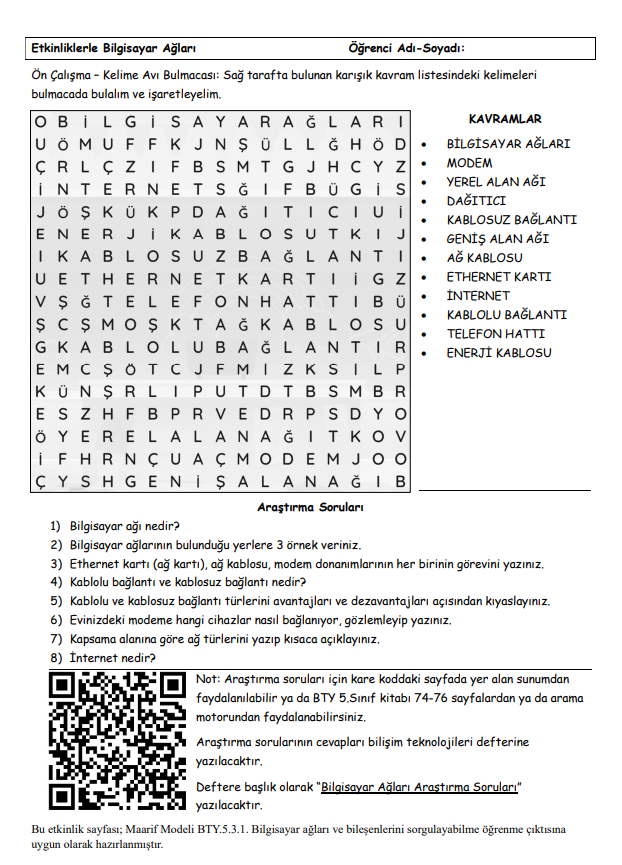 Etkinliklerle Bilgisayar Ağları Öğrenci Adı-Soyadı:
Ön Çalışma – Kelime Avı Bulmacası: Sağ tarafta bulunan karışık kavram listesindeki kelimeleri
bulmacada bulalım ve işaretleyelim.
O B İ L G İ S A Y A R A Ğ L A R I
U Ö M U F F K J N Ş Ü L L Ğ H Ö D
Ç R L Ç Z I F B S M T G J H C Y Z
İ N T E R N E T S Ğ I F B Ü G İ S
J Ö Ş K Ü K P D A Ğ I T I C I U İ
E N E R J İ K A B L O S U T K I J
I K A B L O S U Z B A Ğ L A N T I
U E T H E R N E T K A R T I İ G Z
V Ş Ğ T E L E F O N H A T T I B Ü
Ş C Ş M O Ş K T A Ğ K A B L O S U
G K A B L O L U B A Ğ L A N T I R
E M C Ş Ö T C J F M I Z K S I L P
K Ü N Ş R L I P U T D T B S M B R
E S Z H F B P R V E D R P S D Y O
Ö Y E R E L A L A N A Ğ I T K O V
İ F H R N Ç U A Ç M O D E M J O O
Ç Y S H G E N İ Ş A L A N A Ğ I B
KAVRAMLAR
• BİLGİSAYAR AĞLARI
• MODEM
• YEREL ALAN AĞI
• DAĞITICI
• KABLOSUZ BAĞLANTI
• GENİŞ ALAN AĞI
• AĞ KABLOSU
• ETHERNET KARTI
• İNTERNET
• KABLOLU BAĞLANTI
• TELEFON HATTI
• ENERJİ KABLOSU
Araştırma Soruları
1) Bilgisayar ağı nedir?
2) Bilgisayar ağlarının bulunduğu yerlere 3 örnek veriniz.
3) Ethernet kartı (ağ kartı), ağ kablosu, modem donanımlarının her birinin görevini yazınız.
4) Kablolu bağlantı ve kablosuz bağlantı nedir?
5) Kablolu ve kablosuz bağlantı türlerini avantajları ve dezavantajları açısından kıyaslayınız.
6) Evinizdeki modeme hangi cihazlar nasıl bağlanıyor, gözlemleyip yazınız.
7) Kapsama alanına göre ağ türlerini yazıp kısaca açıklayınız.
8) İnternet nedir?
Not: Araştırma soruları için kare koddaki sayfada yer alan sunumdan
faydalanılabilir ya da BTY 5.Sınıf kitabı 74-76 sayfalardan ya da arama
motorundan faydalanabilirsiniz.
Araştırma sorularının cevapları bilişim teknolojileri defterine
yazılacaktır.
Deftere başlık olarak “Bilgisayar Ağları Araştırma Soruları”
yazılacaktır.
Bu etkinlik sayfası; Maarif Modeli BTY.5.3.1. Bilgisayar ağları ve bileşenlerini sorgulayabilme öğrenme çıktısına
uygun olarak hazırlanmıştır.